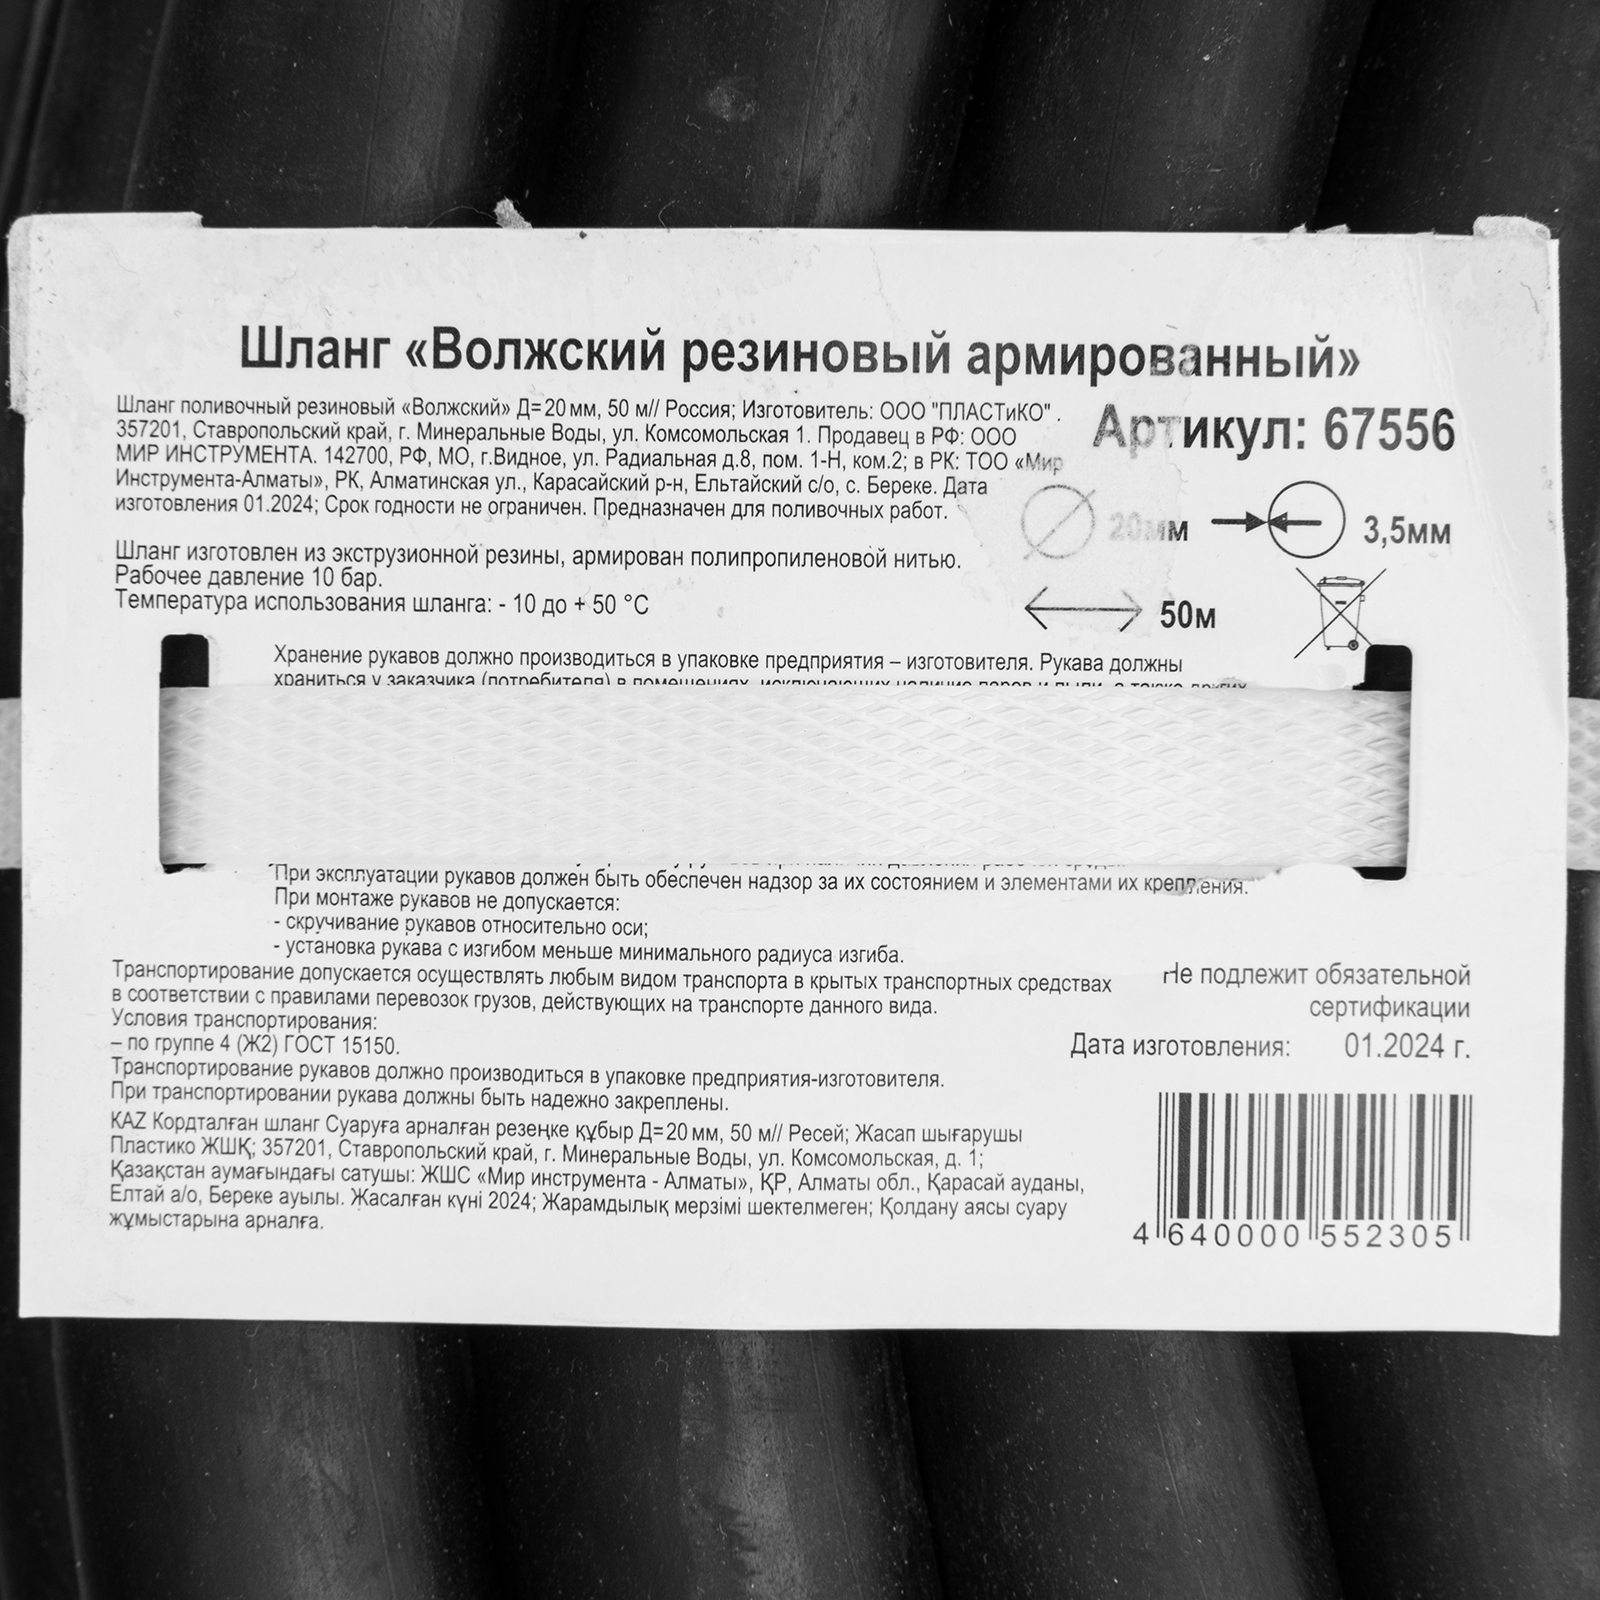 Шланг «Волжский резиновый армированный»
Шланг поливочный резиновый «Волжский» Д=20 мм, 50 м// Россия; Изготовитель: ООО "ПЛАСТиКО" .
357201, Ставропольский край, г. Минеральные Воды, ул. Комсомольская 1. Продавец в РФ: ООО
МИР ИНСТРУМЕНТА. 142700, РФ, МО, г.Видное, ул. Радиальная д.8, пом. 1-Н, ком.2; в РК: ТОО «Мир
Инструмента-Алматы», РК, Алматинская ул., Карасайский р-н, Ельтайский с/о, с. Береке. Дата
изготовления 01.2024; Срок годности не ограничен. Предназначен для поливочных работ.
Артикул: 67556
20мм
3,5мм
50м
Шланг изготовлен из экструзионной резины, армирован полипропиленовой нитью.
Рабочее давление 10 бар.
Температура использования шланга: - 10 до + 50 °C
Хранение рукавов должно производиться в упаковке предприятия – изготовителя. Рукава должны
храниться у заказчика (потребителя) в помещениях, исключающих наличие паров и пыли, а также других
При эксплуатации рукавов должен быть обеспечен надзор за их состоянием и элементами их крепления.
При монтаже рукавов не допускается:
- скручивание рукавов относительно оси;
- установка рукава с изгибом меньше минимального радиуса изгиба.
Транспортирование допускается осуществлять любым видом транспорта в крытых транспортных средствах
в соответствии с правилами перевозок грузов, действующих на транспорте данного вида.
Условия транспортирования:
– по группе 4 (Ж2) ГОСТ 15150.
Транспортирование рукавов должно производиться в упаковке предприятия-изготовителя.
При транспортировании рукава должны быть надежно закреплены.
KAZ Кордталған шланг Суаруға арналған резеңке құбыр Д=20 мм, 50 м// Ресей; Жасап шығарушы
Пластико ЖШҚ; 357201, Ставропольский край, г. Минеральные Воды, ул. Комсомольская, д. 1;
Қазақстан аумағындағы сатушы: ЖШС «Мир инструмента - Алматы», ҚР, Алматы обл., Қарасай ауданы,
Елтай а/о, Береке ауылы. Жасалған күні 2024; Жарамдылық мерзімі шектелмеген; Қолдану аясы суару
жұмыстарына арналға.
Не подлежит обязательной
сертификации
Дата изготовления: 01.2024 г.
4 640000 552305